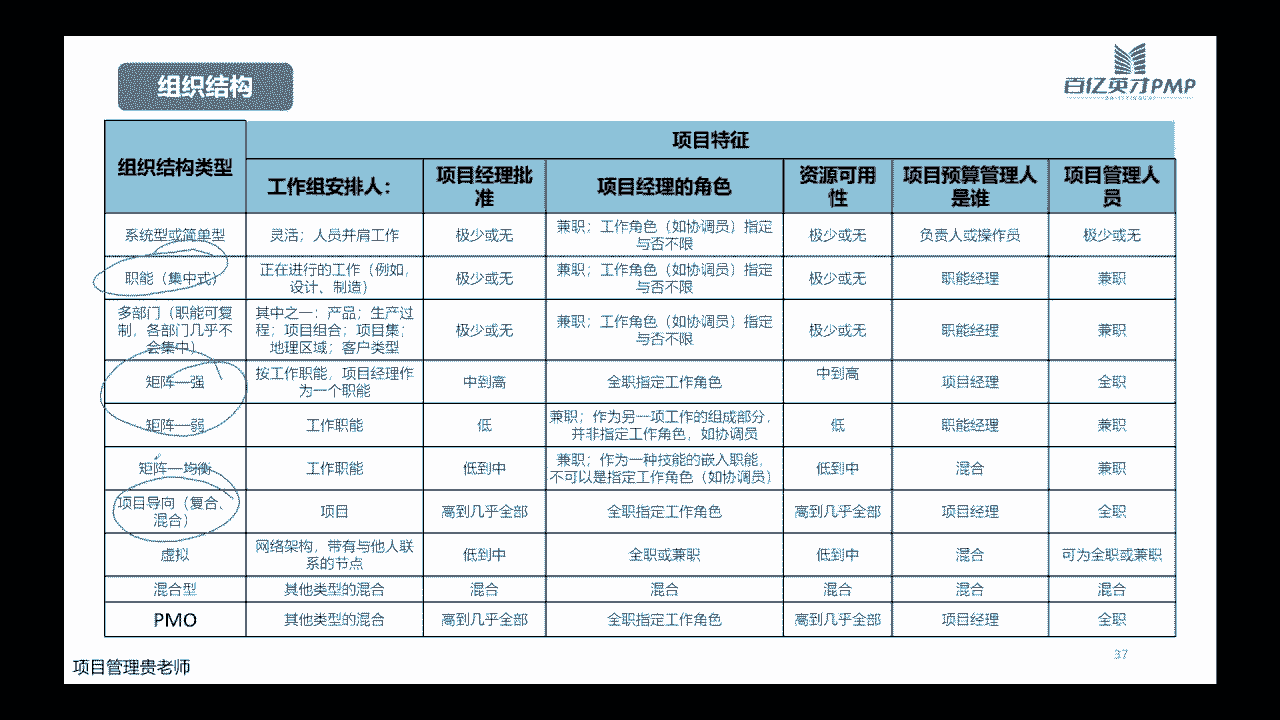 组织结构
百亿英才PMP
组织结构类型
项目特征
工作组安排人：
项目经理批
准
项目经理的角色
资源可用
性
项目预算管理人
是谁
项目管理人
员
系统型或简单型
灵活；人员并肩工作
极少或无
兼职；工作角色（如协调员）指定
与否不限
极少或无
负责人或操作员
极少或无
职能（集中式）
正在进行的工作（例如，
设计、制造）
极少或无
兼职；工作角色（如协调员）指定
与否不限
极少或无
职能经理
兼职
多部门（职能可复
制，各部门几乎不
会集中）
其中之一：产品；生产过
程；项目组合；项目集；
地理区域；客户类型
极少或无
兼职；工作角色（如协调员）指定
与否不限
极少或无
职能经理
兼职
矩阵—强
按工作职能，项目经理作
为一个职能
中到高
全职指定工作角色
中到高
项目经理
全职
矩阵—弱
工作职能
低
兼职；作为另一项工作的组成部分，
并非指定工作角色，如协调员
低
职能经理
兼职
矩阵—均衡
工作职能
低到中
兼职；作为一种技能的嵌入职能，
不可以是指定工作角色（如协调员）
低到中
混合
兼职
项目导向（复合、
混合）
项目
高到几乎全部
全职指定工作角色
高到几乎全部
项目经理
全职
虚拟
网络架构，带有与他人联
系的节点
低到中
全职或兼职
低到中
混合
可为全职或兼职
混合型
其他类型的混合
混合
混合
混合
混合
混合
PMO
其他类型的混合
高到几乎全部
全职指定工作角色
高到几乎全部
项目经理
全职
37
项目管理贵老师